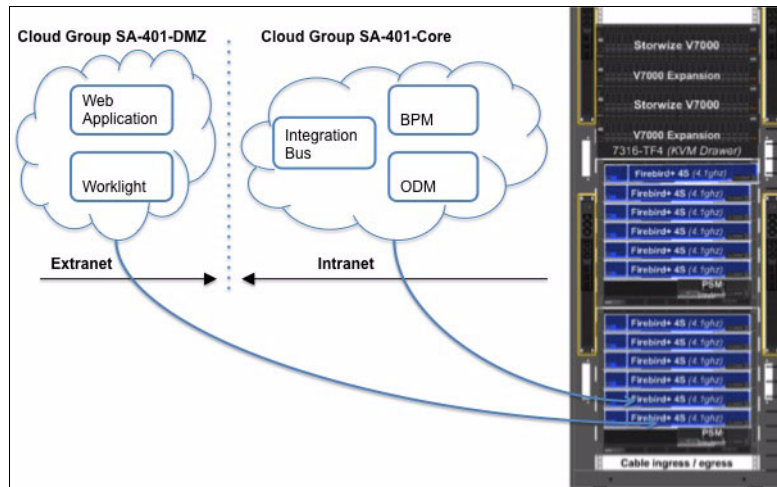 Cloud Group SA-401-DMZ
Cloud Group SA-401-Core
Web
Application
Worklight
Integration
Bus
BPM
ODM
Extranet
Intranet
Storwize V7000
V7000 Expansion
Storwize V7000
V7000 Expansion
7316-TF4 (KVM Drawer)
Firebird+ 4S (4.1ghz)
Firebird+ 4S (4.1ghz)
Firebird+ 4S (4.1ghz)
Firebird+ 4S (4.1ghz)
Firebird+ 4S (4.1ghz)
Firebird+ 4S (4.1ghz)
PSM
Firebird+ 4S (4.1ghz)
Firebird+ 4S (4.1ghz)
Firebird+ 4S (4.1ghz)
Firebird+ 4S (4.1ghz)
Firebird+ 4S (4.1ghz)
Firebird+ 4S (4.1ghz)
PSM
Cable ingress / egress